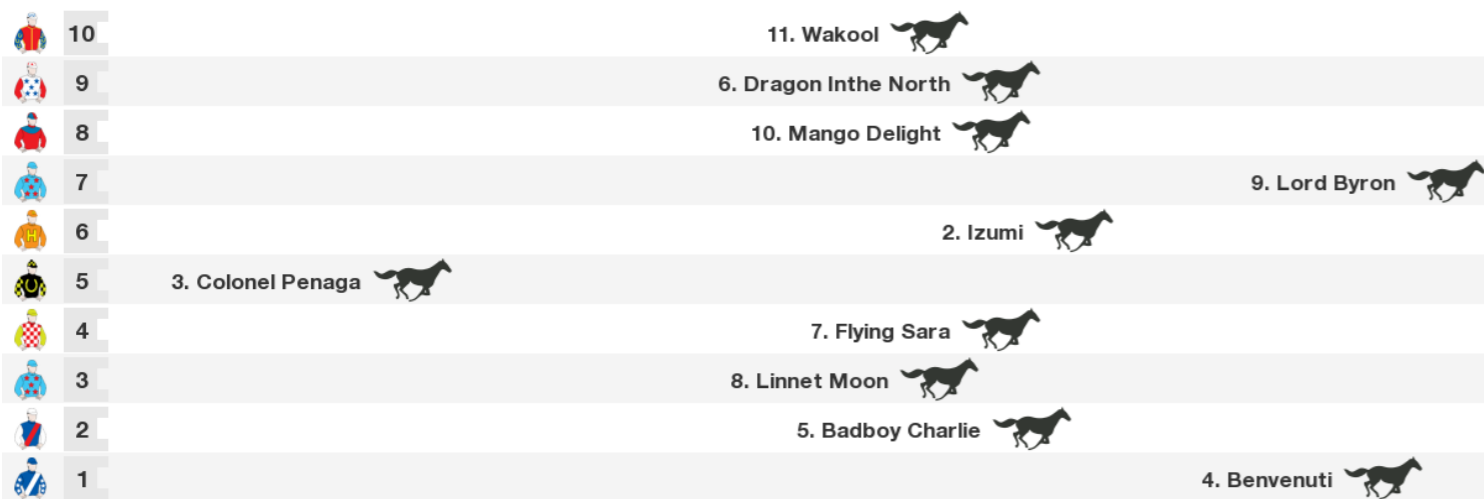 10 11. Wakool
9 6. Dragon Inthe North
8 10. Mango Delight
7 9. Lord Byron
H 6 2. Izumi
5 3. Colonel Penaga
4 7. Flying Sara
3 8. Linnet Moon
2 5. Badboy Charlie
1 4. Benvenuti